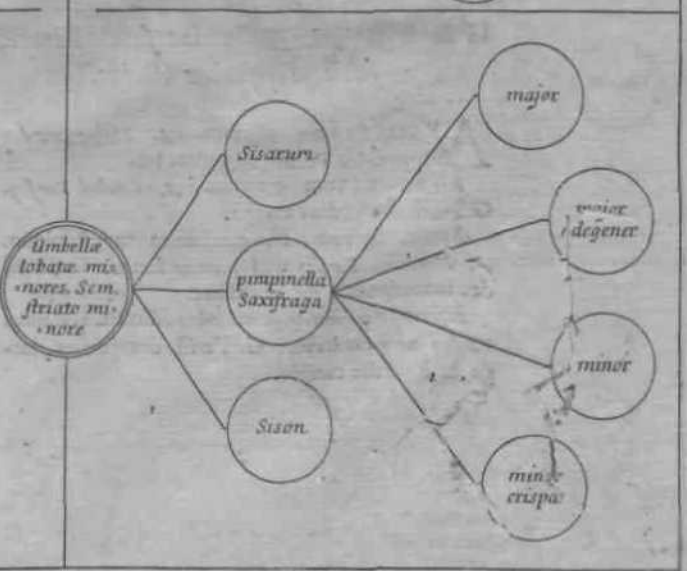 Umbellæ
lobatæ mi-
-nores. Sem.
striato mi-
-nore
Sisarum
pimpinella
Saxifraga
Sison
major
major
degener
minor
minor
crispa